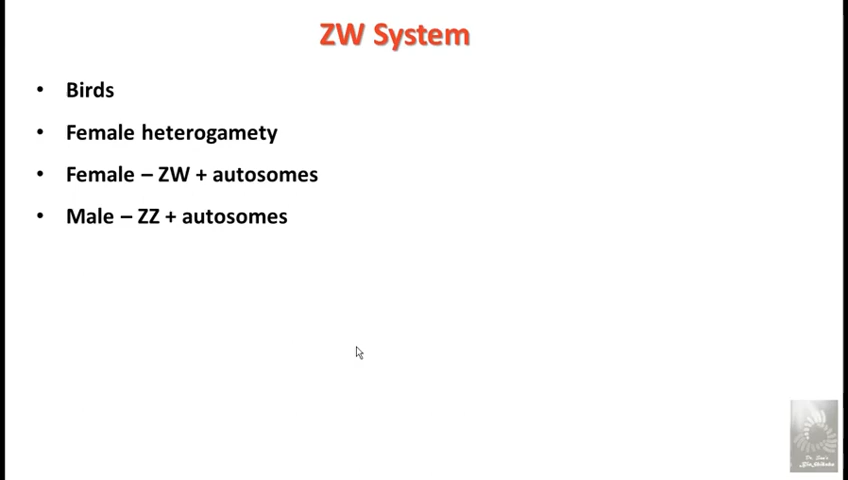 ZW System
• Birds
• Female heterogamety
• Female – ZW + autosomes
• Male – ZZ + autosomes